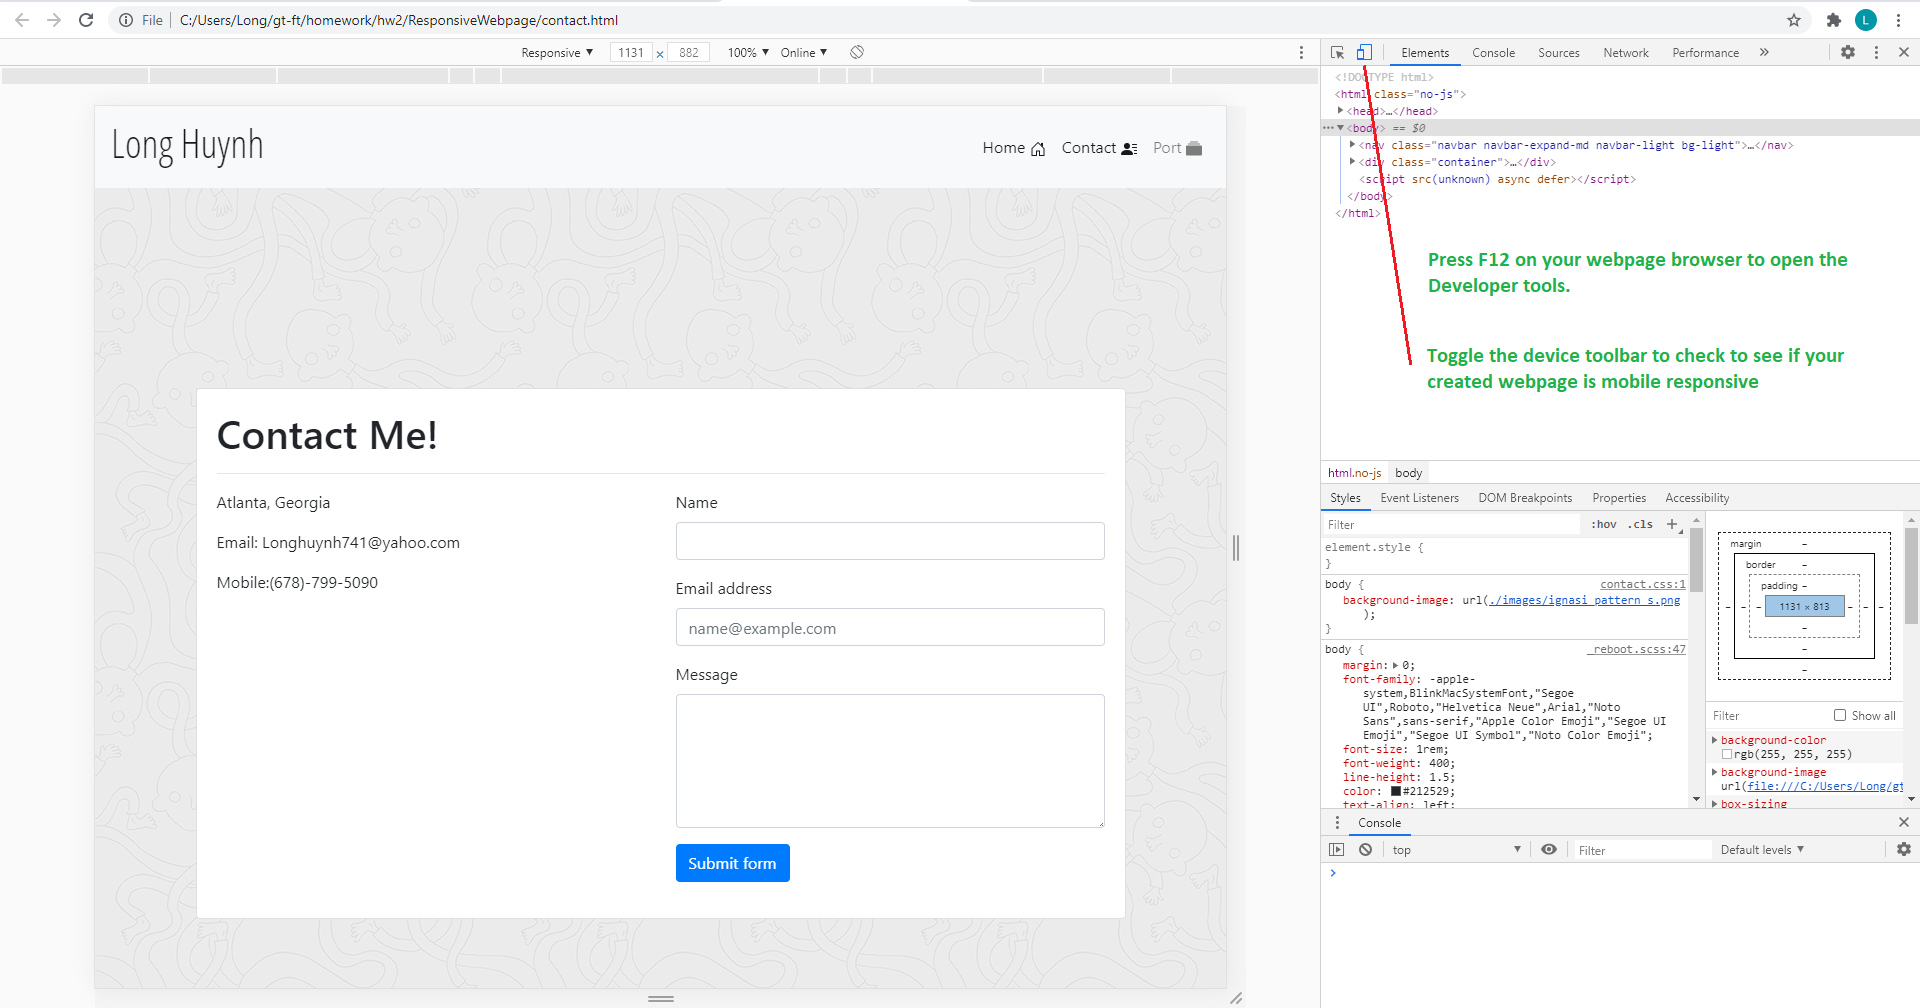 File
C:/Users/Long/gt-ft/homework/hw2/ResponsiveWebpage/contact.html
L
Responsive ▼ 1131 × 882 100% ▼ Online ▼
Elements Console Sources Network Performance »
Long Huynh
Home Contact Port
Contact Me!
Atlanta, Georgia
Email: Longhuynh741@yahoo.com
Mobile:(678)-799-5090
Name
Email address
name@example.com
Message
Submit form
<!DOCTYPE html>
<html class="no-js">
<head>…</head>
<body> == $0
<nav class="navbar navbar-expand-md navbar-light bg-light">…</nav>
<div class="container">…</div>
<script src(unknown) async defer></script>
</body>
</html>
Press F12 on your webpage browser to open the
Developer tools.
Toggle the device toolbar to check to see if your
created webpage is mobile responsive
html.no-js body
Styles Event Listeners DOM Breakpoints Properties Accessibility
Filter :hov .cls +
element.style {
}
body { contact.css:1
background-image: url(./images/ignasi_pattern_s.png
);
}
body { _reboot.scss:47
margin: 0;
font-family: -apple-
system,BlinkMacSystemFont,"Segoe
UI",Roboto,"Helvetica Neue",Arial,"Noto
Sans",sans-serif,"Apple Color Emoji","Segoe UI
Emoji","Segoe UI Symbol","Noto Color Emoji";
font-size: 1rem;
font-weight: 400;
line-height: 1.5;
color: #212529;
text-align: left;
margin –
border –
padding –
– – – 1131 × 813 – – –
–
–
–
Filter Show all
background-color
rgb(255, 255, 255)
background-image
url(file:///C:/Users/Long/gt
box-sizing
Console
top ▼ Filter Default levels ▼
>